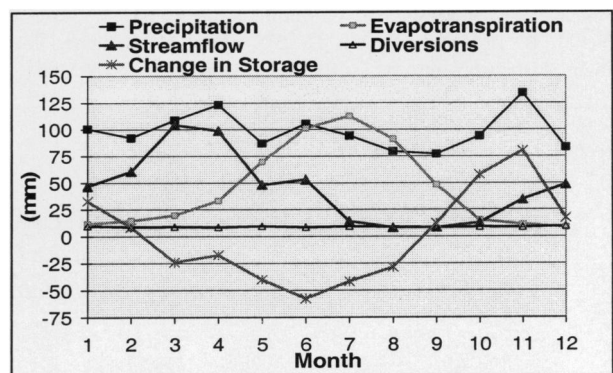 Precipitation Evapotranspiration
Streamflow Diversions
Change in Storage
150
125
100
75
50
25
0
-25
-50
-75
(mm)
1 2 3 4 5 6 7 8 9 10 11 12
Month